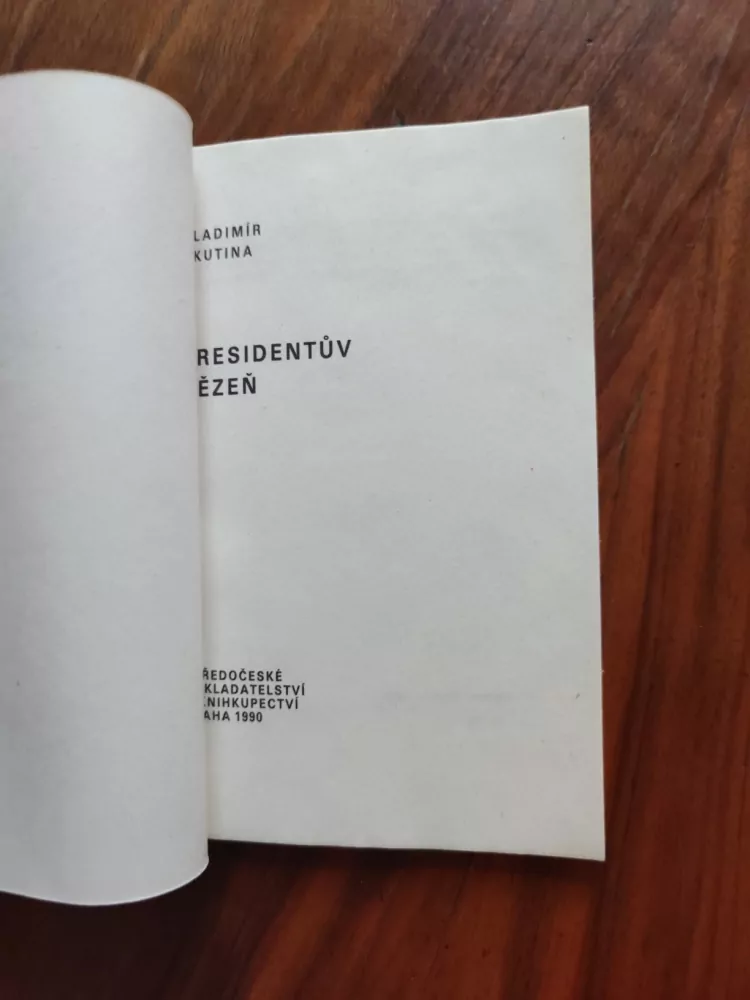 LADIMÍR
KUTINA
RESIDENTŮV
ĚZEŇ
ŘEDOČESKÉ
KLADATELSTVÍ
NIHKUPECTVÍ
AHA 1990